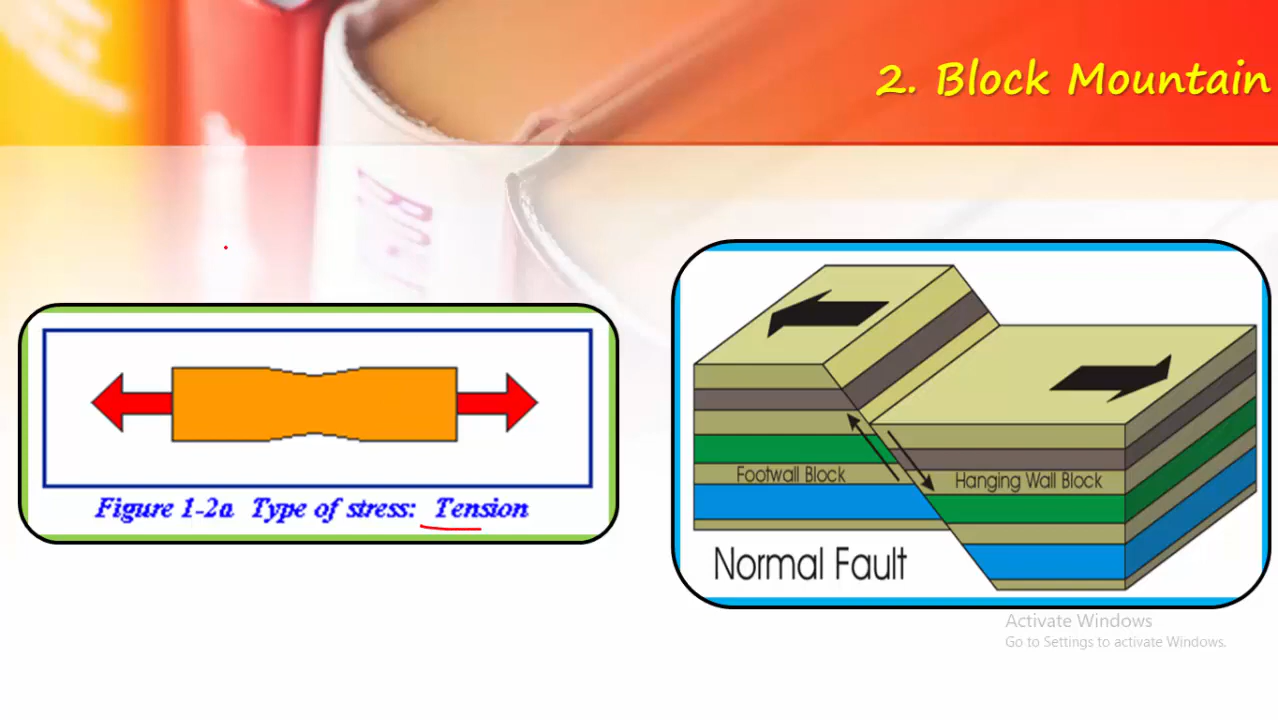 2. Block Mountain
Figure 1-2a Type of stress: Tension
Footwall Block
Hanging Wall Block
Normal Fault
Activate Windows
Go to Settings to activate Windows.